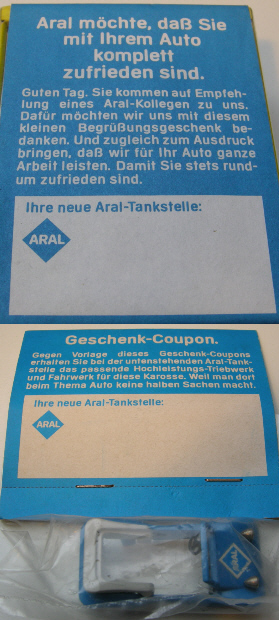 Aral möchte, daß Sie
mit Ihrem Auto
komplett
zufrieden sind.
Guten Tag. Sie kommen auf Empfeh-
lung eines Aral-Kollegen zu uns.
Dafür möchten wir uns mit diesem
kleinen Begrüßungsgeschenk be-
danken. Und zugleich zum Ausdruck
bringen, daß wir für Ihr Auto ganze
Arbeit leisten. Damit Sie stets rund-
um zufrieden sind.
Ihre neue Aral-Tankstelle:
ARAL
Geschenk-Coupon.
Gegen Vorlage dieses Geschenk-Coupons
erhalten Sie bei der untenstehenden Aral-Tank-
stelle das passende Hochleistungs-Triebwerk
und Fahrwerk für diese Karosse. Weil man dort
beim Thema Auto keine halben Sachen macht.
Ihre neue Aral-Tankstelle:
ARAL
ARAL